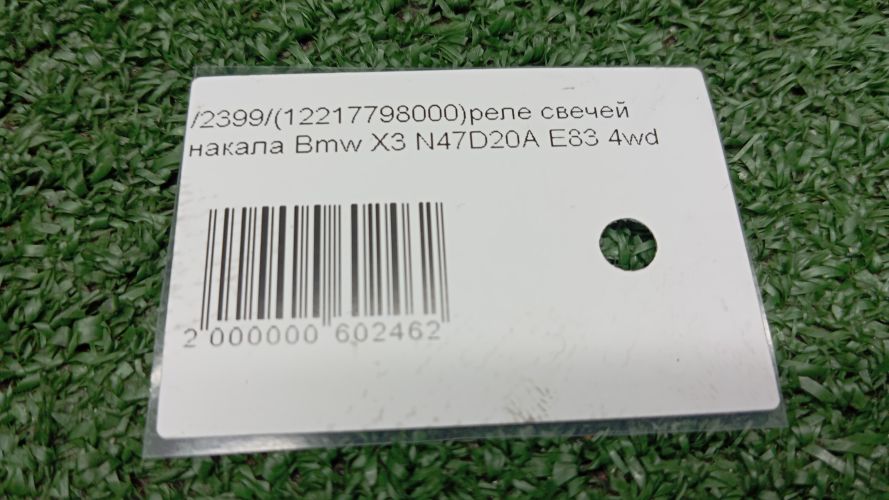 /2399/(12217798000)реле свечей
накала Bmw X3 N47D20A E83 4wd
2 000000 602462